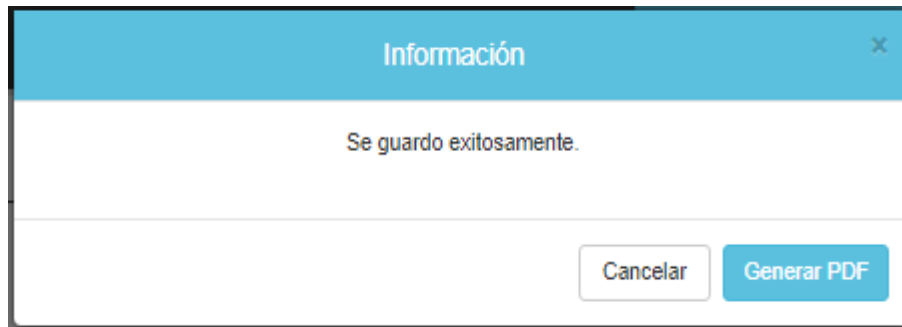 Información
×
Se guardo exitosamente.
Cancelar
Generar PDF